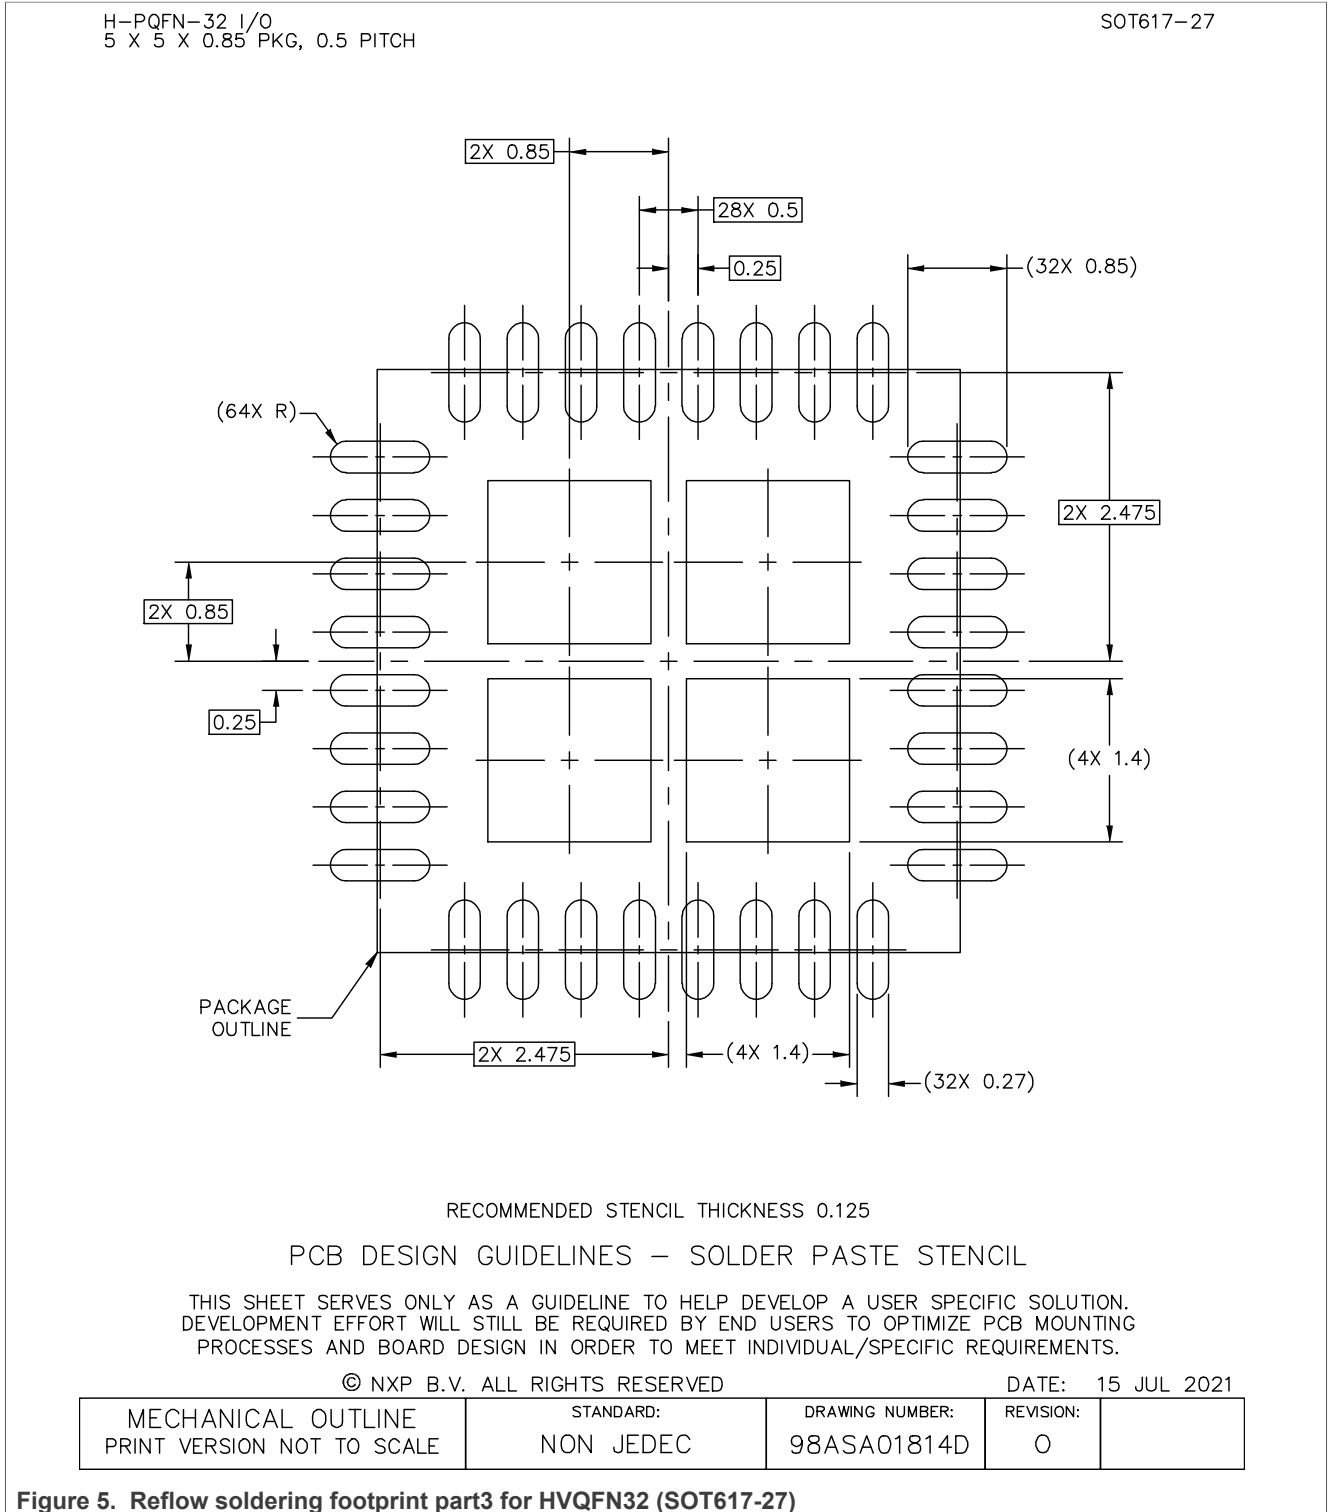 H-PQFN-32 I/O
5 X 5 X 0.85 PKG, 0.5 PITCH
SOT617-27
2X 0.85
28X 0.5
0.25
(32X 0.85)
(64X R)
2X 2.475
2X 0.85
0.25
(4X 1.4)
PACKAGE
OUTLINE
2X 2.475
(4X 1.4)
(32X 0.27)
RECOMMENDED STENCIL THICKNESS 0.125
PCB DESIGN GUIDELINES - SOLDER PASTE STENCIL
THIS SHEET SERVES ONLY AS A GUIDELINE TO HELP DEVELOP A USER SPECIFIC SOLUTION.
DEVELOPMENT EFFORT WILL STILL BE REQUIRED BY END USERS TO OPTIMIZE PCB MOUNTING
PROCESSES AND BOARD DESIGN IN ORDER TO MEET INDIVIDUAL/SPECIFIC REQUIREMENTS.
© NXP B.V. ALL RIGHTS RESERVED
DATE: 15 JUL 2021
MECHANICAL OUTLINE
PRINT VERSION NOT TO SCALE
STANDARD:
NON JEDEC
DRAWING NUMBER:
98ASA01814D
REVISION:
O
Figure 5. Reflow soldering footprint part3 for HVQFN32 (SOT617-27)